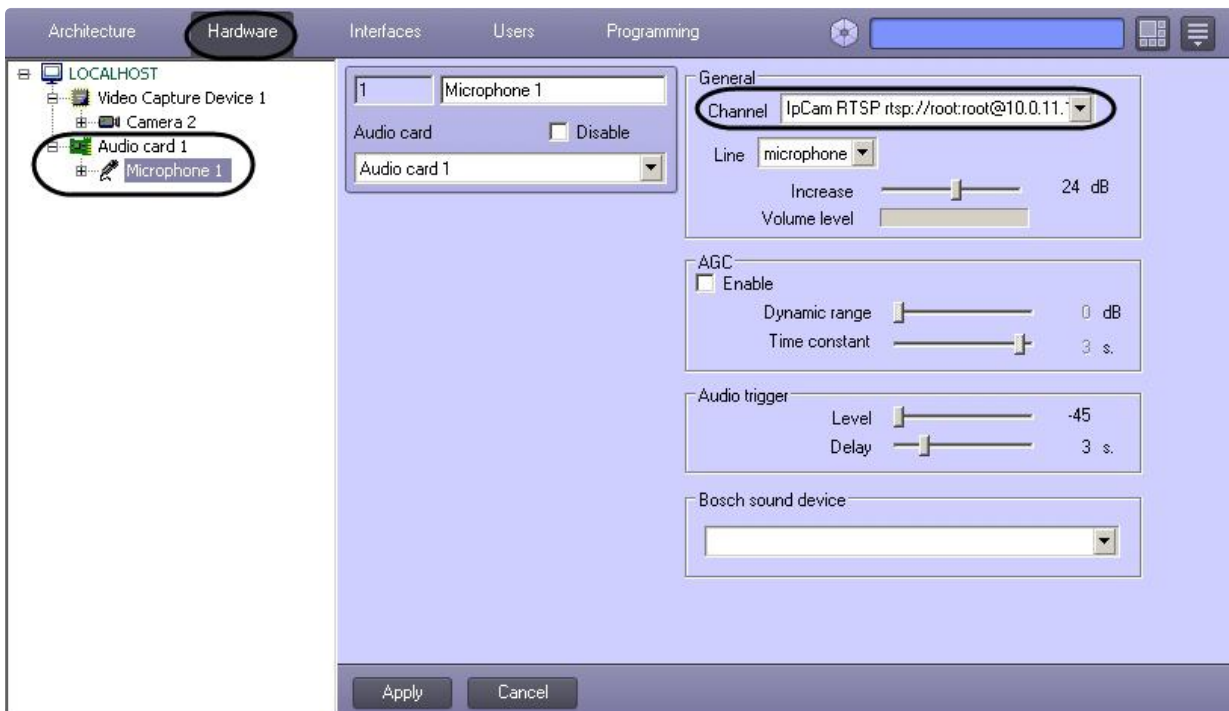 Architecture Hardware Interfaces Users Programming
LOCALHOST
Video Capture Device 1
Camera 2
Audio card 1
Microphone 1
1 Microphone 1
Audio card Disable
Audio card 1
General
Channel IpCam RTSP rtsp://root:root@10.0.11.
Line microphone
Increase 24 dB
Volume level
AGC
Enable
Dynamic range 0 dB
Time constant 3 s.
Audio trigger
Level -45
Delay 3 s.
Bosch sound device
Apply Cancel